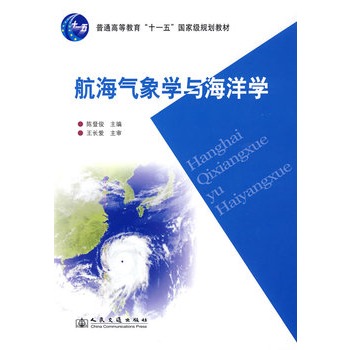 十一五
普通高等教育“十一五”国家级规划教材
航海气象学与海洋学
陈登俊 主编
王长爱 主审
Hanghai
Qixiangxue
yu
Haiyangxue
人民交通出版社
China Communications Press